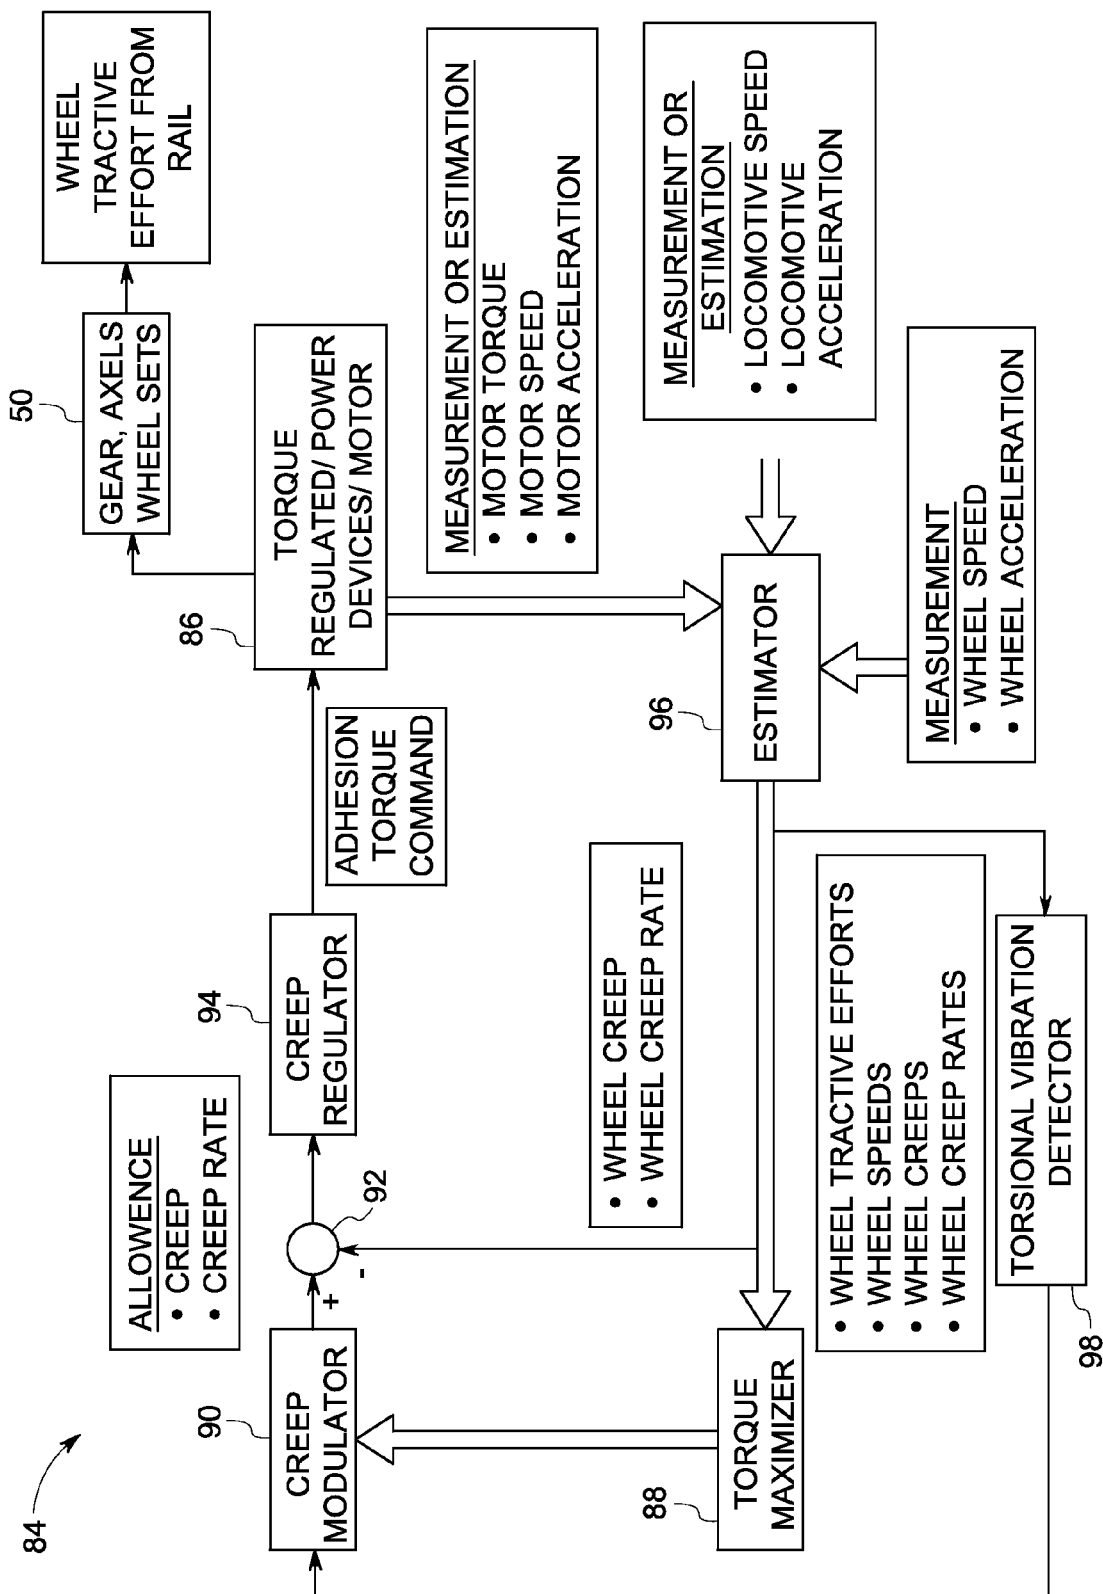 84
ALLOWENCE
• CREEP
• CREEP RATE
90
CREEP
MODULATOR
+
-
92
94
CREEP
REGULATOR
ADHESION
TORQUE
COMMAND
86
TORQUE
REGULATED/ POWER
DEVICES/ MOTOR
50
GEAR, AXELS
WHEEL SETS
WHEEL
TRACTIVE
EFFORT FROM
RAIL
MEASUREMENT OR ESTIMATION
• MOTOR TORQUE
• MOTOR SPEED
• MOTOR ACCELERATION
• WHEEL CREEP
• WHEEL CREEP RATE
88
TORQUE
MAXIMIZER
96
ESTIMATOR
MEASUREMENT OR
ESTIMATION
• LOCOMOTIVE SPEED
• LOCOMOTIVE
ACCELERATION
• WHEEL TRACTIVE EFFORTS
• WHEEL SPEEDS
• WHEEL CREEPS
• WHEEL CREEP RATES
MEASUREMENT
• WHEEL SPEED
• WHEEL ACCELERATION
98
TORSIONAL VIBRATION
DETECTOR